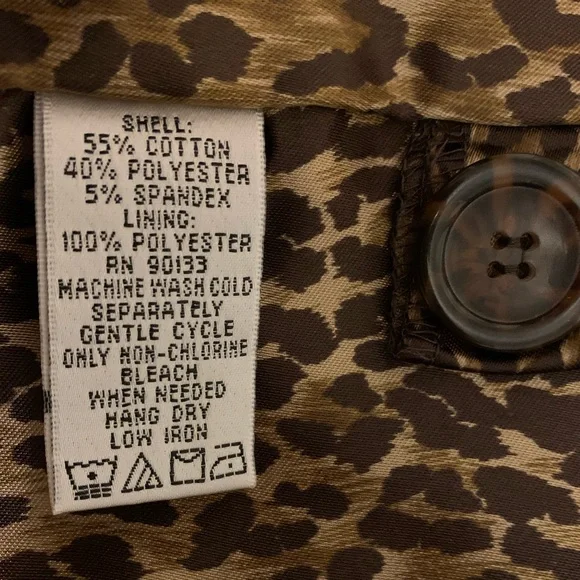 SHELL:
55% COTTON
40% POLYESTER
5% SPANDEX
LINING:
100% POLYESTER
RN 90133
MACHINE WASH COLD
SEPARATELY
GENTLE CYCLE
ONLY NON-CHLORINE
BLEACH
WHEN NEEDED
HANG DRY
LOW IRON